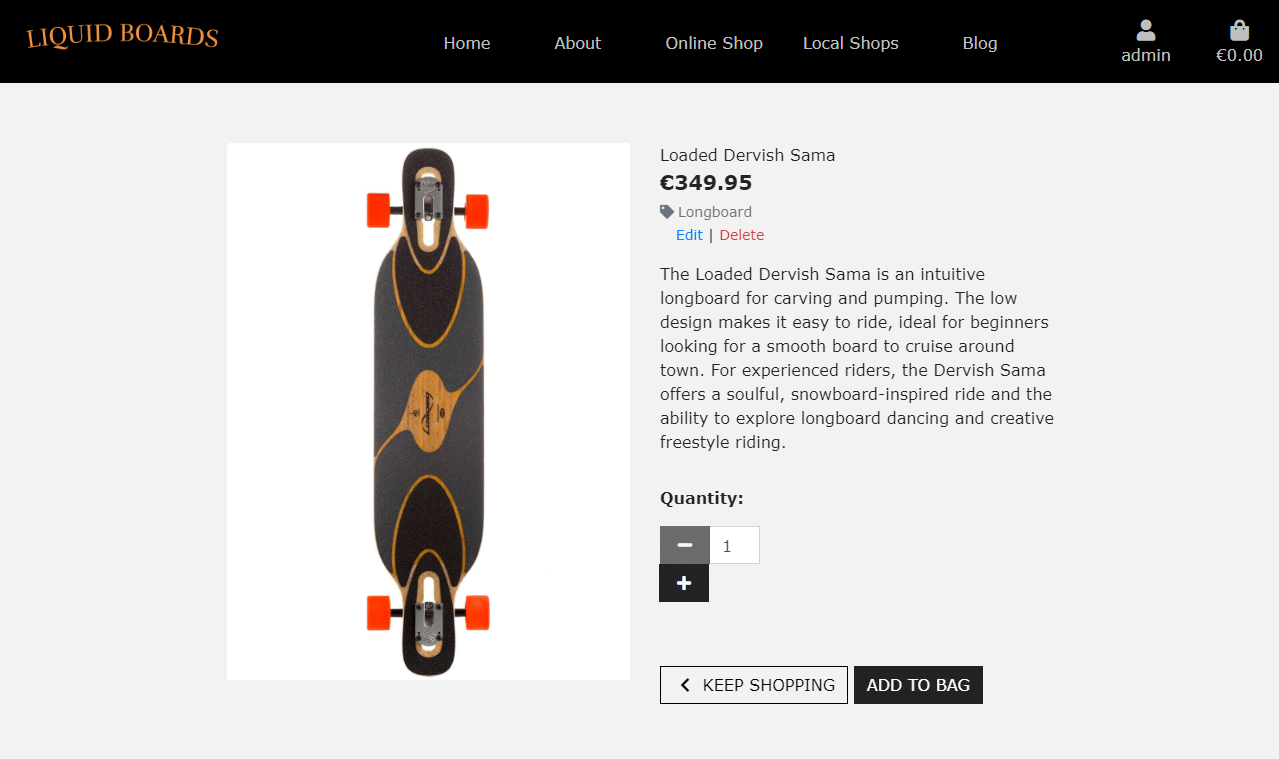 LIQUID BOARDS
Home
About
Online Shop
Local Shops
Blog
admin
€0.00
Loaded Dervish Sama
€349.95
Longboard
Edit | Delete
The Loaded Dervish Sama is an intuitive
longboard for carving and pumping. The low
design makes it easy to ride, ideal for beginners
looking for a smooth board to cruise around
town. For experienced riders, the Dervish Sama
offers a soulful, snowboard-inspired ride and the
ability to explore longboard dancing and creative
freestyle riding.
Quantity:
1
KEEP SHOPPING
ADD TO BAG